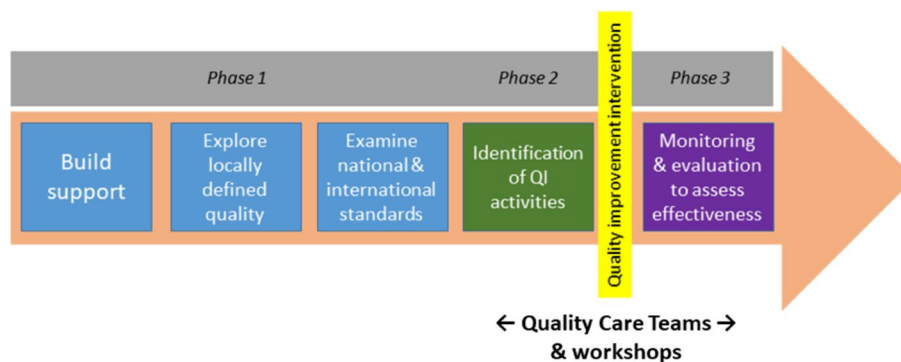 Phase 1
Phase 2
Phase 3
Build
support
Explore
locally
defined
quality
Examine
national &
international
standards
Identification
of QI
activities
Quality improvement intervention
Monitoring
& evaluation
to assess
effectiveness
← Quality Care Teams →
& workshops